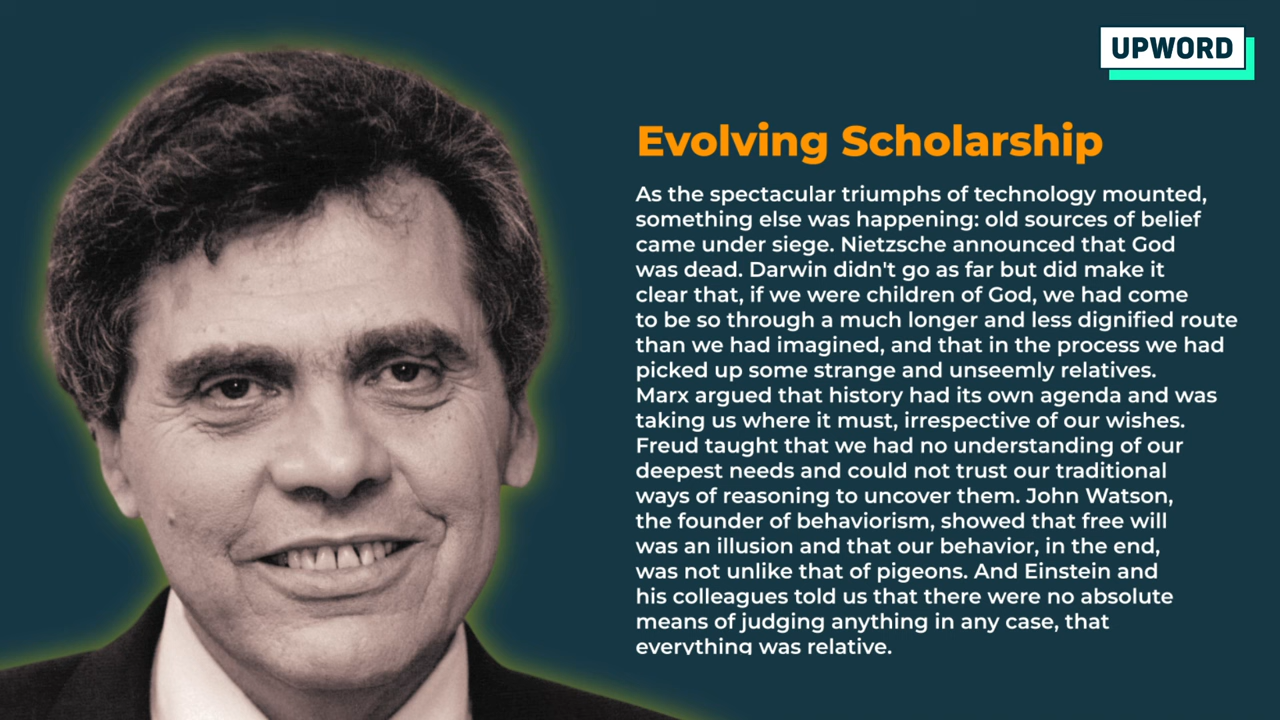 UPWORD
Evolving Scholarship
As the spectacular triumphs of technology mounted,
something else was happening: old sources of belief
came under siege. Nietzsche announced that God
was dead. Darwin didn't go as far but did make it
clear that, if we were children of God, we had come
to be so through a much longer and less dignified route
than we had imagined, and that in the process we had
picked up some strange and unseemly relatives.
Marx argued that history had its own agenda and was
taking us where it must, irrespective of our wishes.
Freud taught that we had no understanding of our
deepest needs and could not trust our traditional
ways of reasoning to uncover them. John Watson,
the founder of behaviorism, showed that free will
was an illusion and that our behavior, in the end,
was not unlike that of pigeons. And Einstein and
his colleagues told us that there were no absolute
means of judging anything in any case, that
everything was relative.